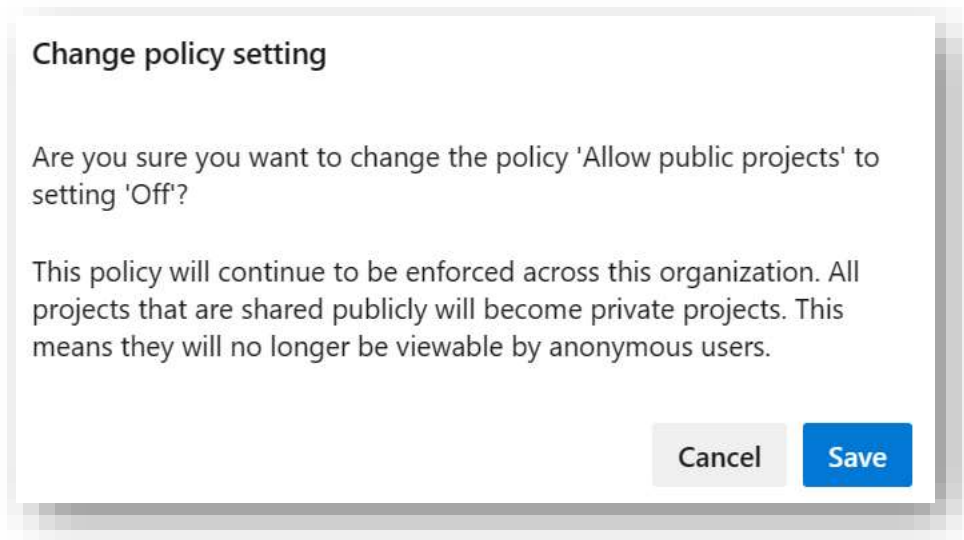 Change policy setting
Are you sure you want to change the policy 'Allow public projects' to
setting 'Off'?
This policy will continue to be enforced across this organization. All
projects that are shared publicly will become private projects. This
means they will no longer be viewable by anonymous users.
Cancel
Save